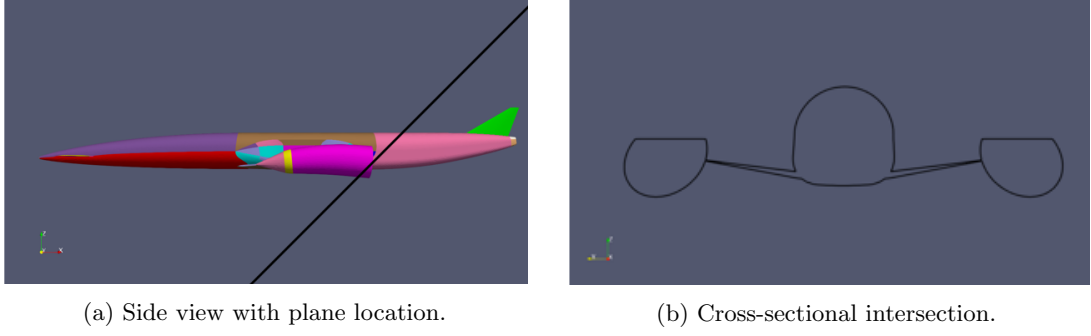 (a) Side view with plane location.
(b) Cross-sectional intersection.